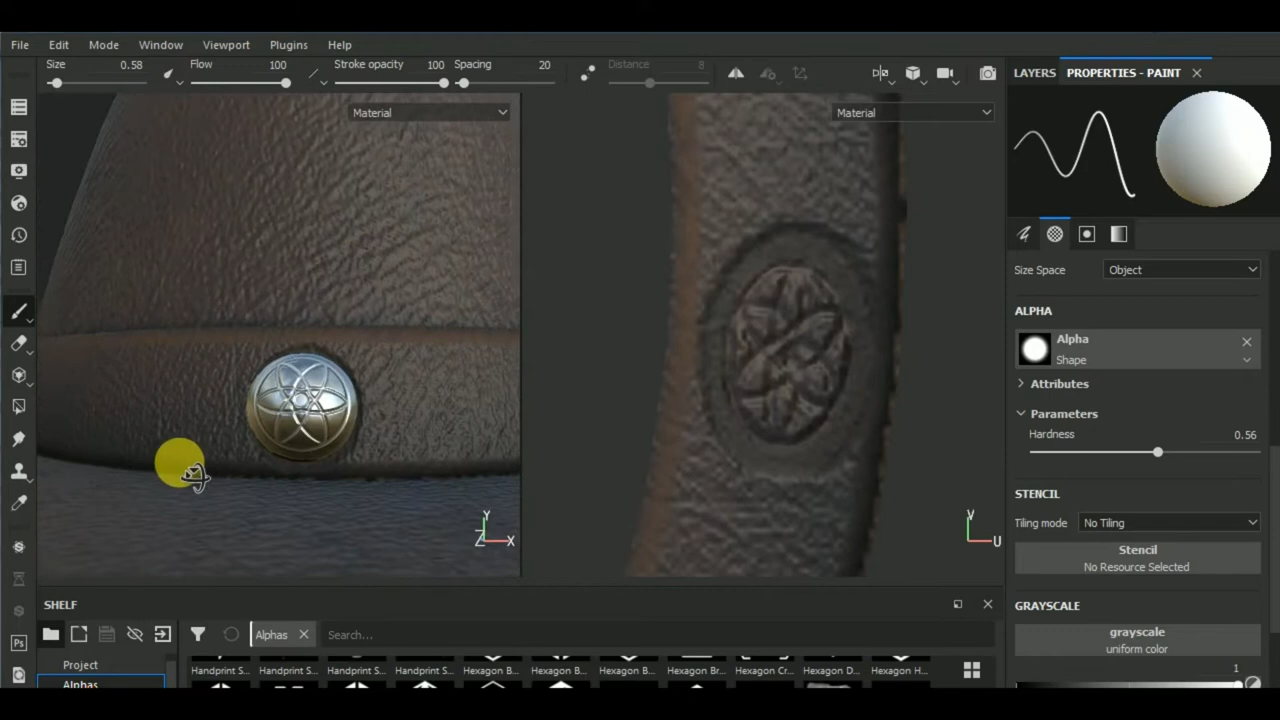 File Edit Mode Window Viewport Plugins Help
Size 0.58 Flow 100 Stroke opacity 100 Spacing 20 Distance 8
LAYERS PROPERTIES - PAINT
Material
Material
Size Space Object
ALPHA
Alpha
Shape
Attributes
Parameters
Hardness 0.56
STENCIL
Tiling mode No Tiling
Stencil
No Resource Selected
GRAYSCALE
grayscale
uniform color
1
Y
Z X
V
U
SHELF
Ps
Alphas Search...
Project
Alphas
Handprint S... Handprint S... Handprint S... Handprint S... Hexagon B... Hexagon B... Hexagon B... Hexagon Br... Hexagon Cr... Hexagon D... Hexagon H...